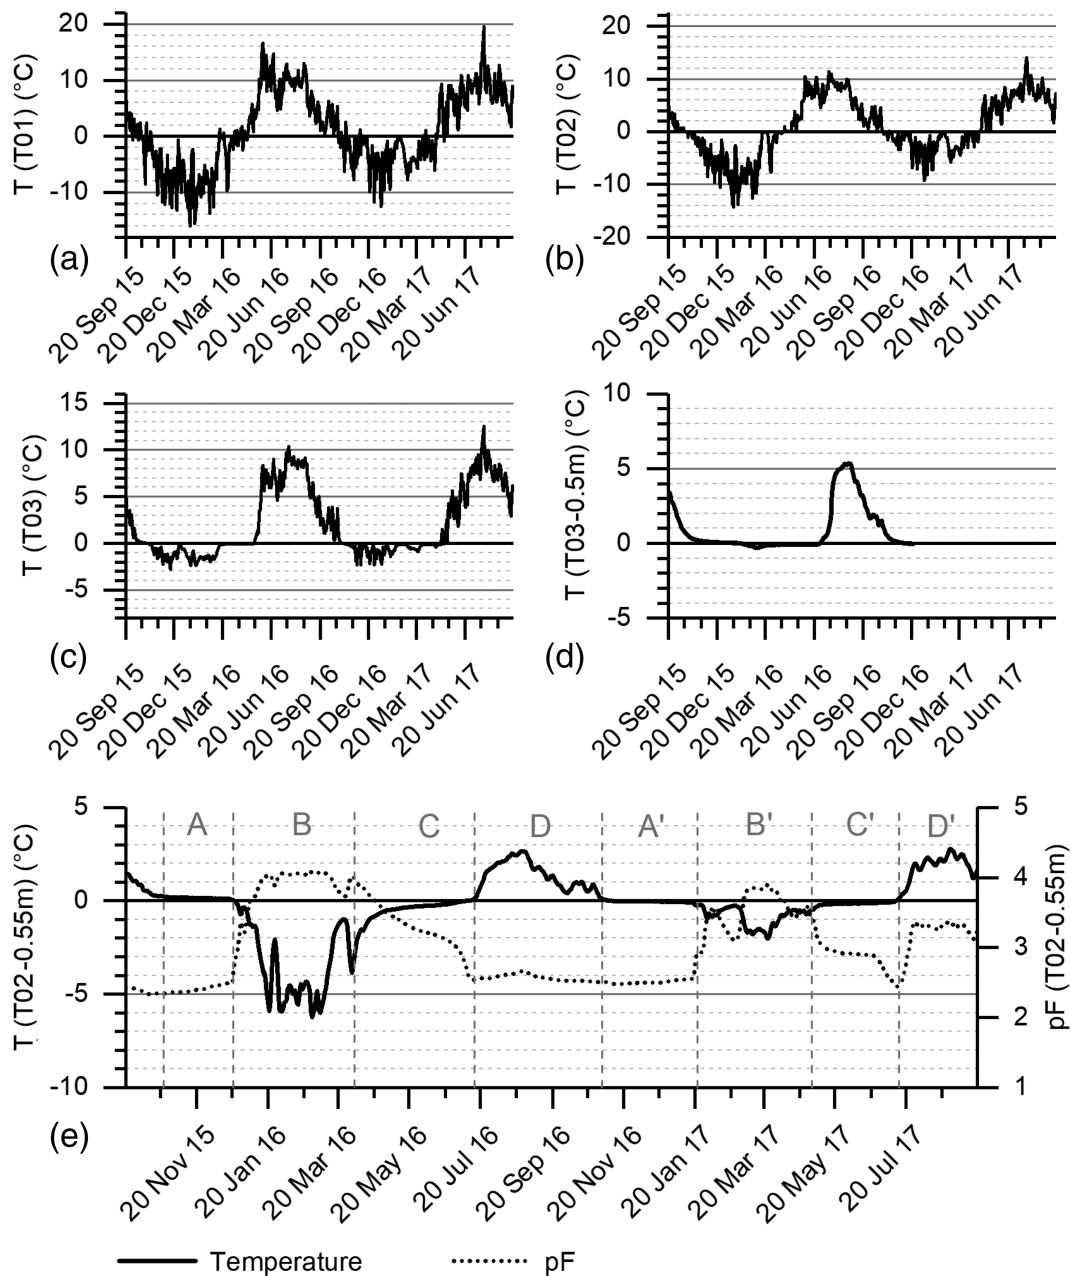 T (T01) (°C)
20
10
0
-10
(a)
20 Sep 15
20 Dec 15
20 Mar 16
20 Jun 16
20 Sep 16
20 Dec 16
20 Mar 17
20 Jun 17
T (T02) (°C)
20
10
0
-10
-20
(b)
20 Sep 15
20 Dec 15
20 Mar 16
20 Jun 16
20 Sep 16
20 Dec 16
20 Mar 17
20 Jun 17
T (T03) (°C)
15
10
5
0
-5
(c)
20 Sep 15
20 Dec 15
20 Mar 16
20 Jun 16
20 Sep 16
20 Dec 16
20 Mar 17
20 Jun 17
T (T03-0.5m) (°C)
10
5
0
-5
(d)
20 Sep 15
20 Dec 15
20 Mar 16
20 Jun 16
20 Sep 16
20 Dec 16
20 Mar 17
20 Jun 17
T (T02-0.55m) (°C)
5
0
-5
-10
A
B
C
D
A'
B'
C'
D'
5
4
3
2
1
pF (T02-0.55m)
(e)
20 Nov 15
20 Jan 16
20 Mar 16
20 May 16
20 Jul 16
20 Sep 16
20 Nov 16
20 Jan 17
20 Mar 17
20 May 17
20 Jul 17
Temperature
pF